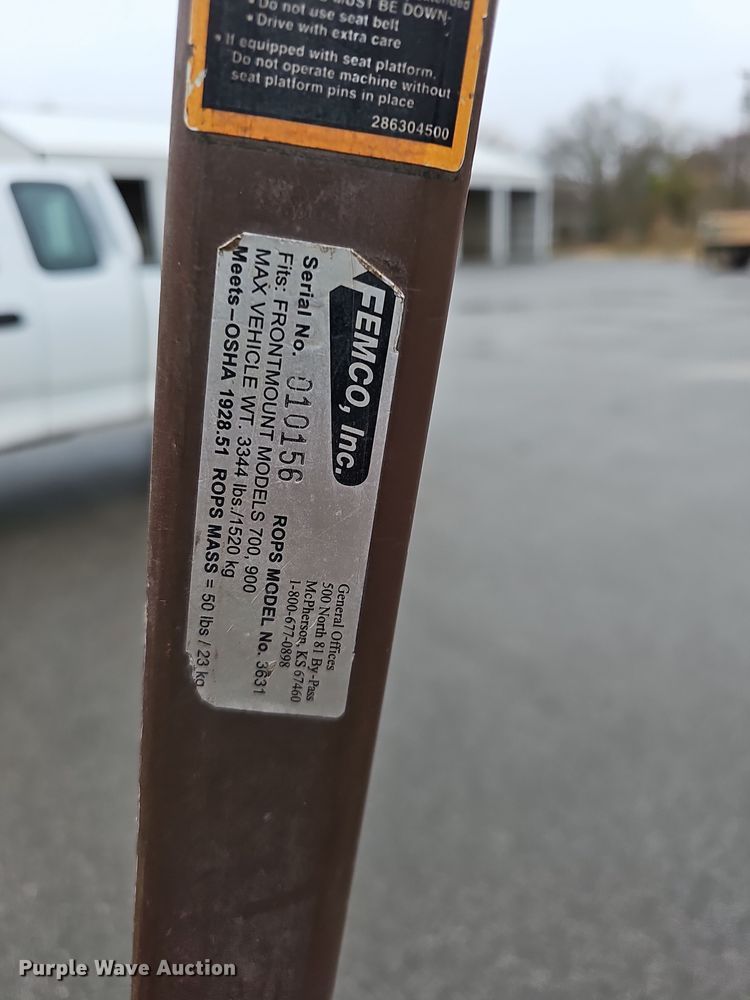 MUST BE DOWN:
• Do not use seat belt
• Drive with extra care
• If equipped with seat platform,
Do not operate machine without
seat platform pins in place
286304500
FEMCO, Inc.
General Offices
500 North 81 By-Pass
McPherson, KS 67460
1-800-677-0898
Serial No. 010156 ROPS MODEL No. 3631
Fits: FRONTMOUNT MODELS 700, 900
MAX VEHICLE WT. 3344 lbs./1520 kg
Meets-OSHA 1928.51 ROPS MASS = 50 lbs / 23 kg
Purple Wave Auction